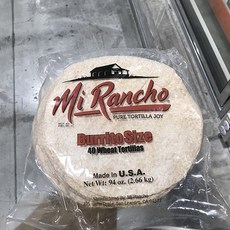 Mi Rancho
PURE TORTILLA JOY
Burrito Size
40 Wheat Tortillas
Made in U.S.A.
Net Wt: 94 oz. (2.66 kg)